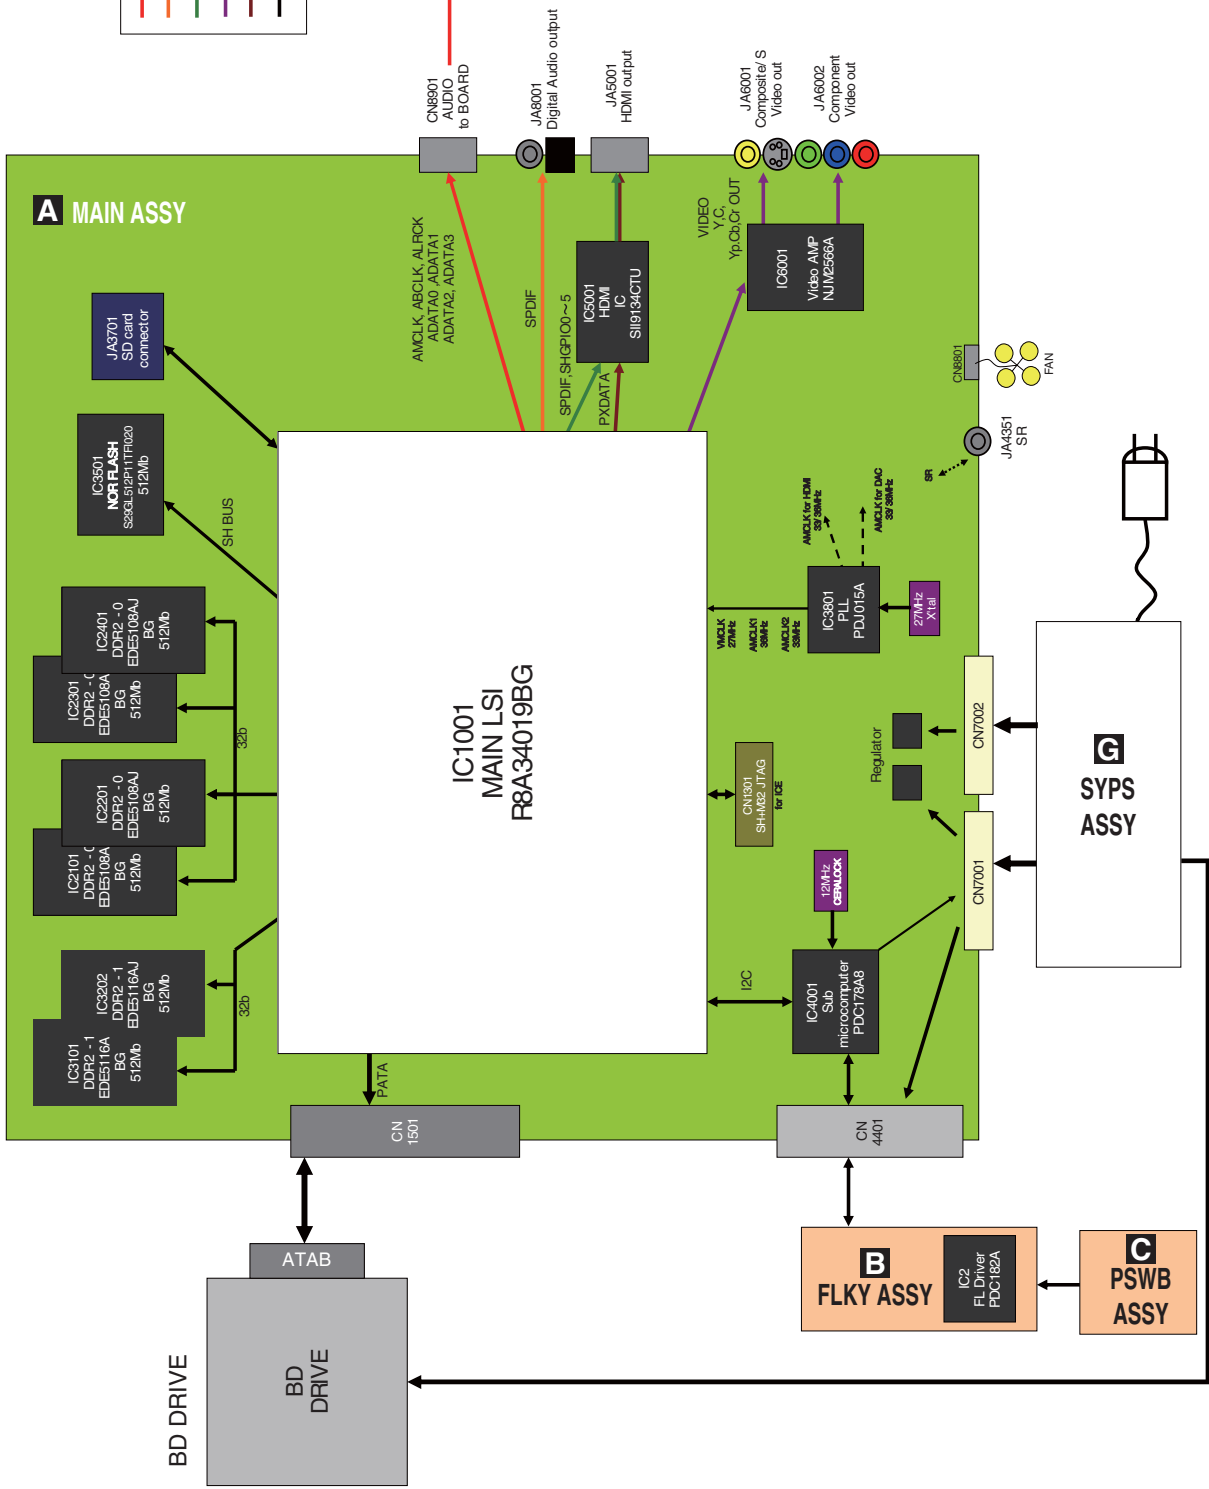 CN8901
AUDIO
to BOARD
JA8001
Digital Audio output
JA5001
HDMI output
JA6001
Composite/ S
Video out
JA6002
Component
Video out
A MAIN ASSY
JA3701
SD card
connector
IC3501
NOR FLASH
S29GL512P11TFI020
512Mb
SH BUS
AMCLK, ABCLK, ALRCK
ADATA0 ,ADATA1
ADATA2, ADATA3
SPDIF
SPDIF,SHGPIO0～5
PXDATA
IC5001
HDMI
IC
SII9134CTU
VIDEO
Y,C,
Yp.Cb,Cr OUT
IC6001
Video AMP
NJM2566A
CN8801
FAN
JA4351
SR
SR
IC2401
DDR2 - 0
EDE5108AJ
BG
512Mb
IC2301
DDR2 - 0
EDE5108A
BG
512Mb
32b
IC2201
DDR2 - 0
EDE5108AJ
BG
512Mb
IC2101
DDR2 - 0
EDE5108A
BG
512Mb
IC3202
DDR2 - 1
EDE5116AJ
BG
512Mb
IC3101
DDR2 - 1
EDE5116A
BG
512Mb
32b
IC1001
MAIN LSI
R8A34019BG
AMCLK for HDMI
33/ 36MHz
AMCLK for DAC
33/ 36MHz
VMCLK
27MHz
AMCLK1
36MHz
AMCLK2
33MHz
IC3801
PLL
PDJ015A
27MHz
X'tal
CN1301
SH+M32 JTAG
for ICE
Regulator
CN7002
CN7001
12MHz
CERALOCK
I2C
IC4001
Sub
microcomputer
PDC178A8
G
SYPS
ASSY
PATA
CN
1501
CN
4401
ATAB
BD DRIVE
BD
DRIVE
B
FLKY ASSY
IC2
FL Driver
PDC182A
C
PSWB
ASSY